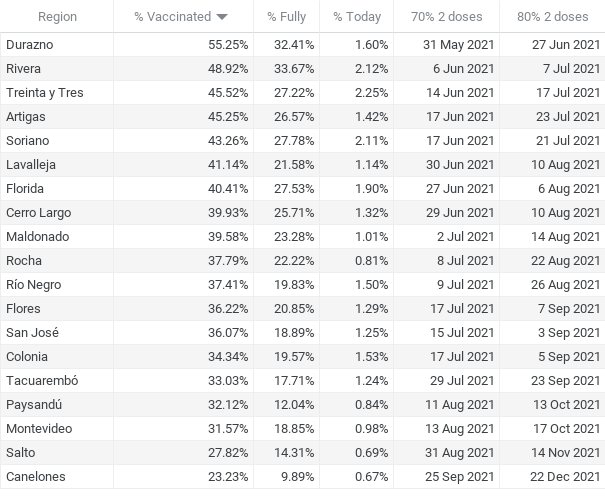 Region % Vaccinated % Fully % Today 70% 2 doses 80% 2 doses
Durazno 55.25% 32.41% 1.60% 31 May 2021 27 Jun 2021
Rivera 48.92% 33.67% 2.12% 6 Jun 2021 7 Jul 2021
Treinta y Tres 45.52% 27.22% 2.25% 14 Jun 2021 17 Jul 2021
Artigas 45.25% 26.57% 1.42% 17 Jun 2021 23 Jul 2021
Soriano 43.26% 27.78% 2.11% 17 Jun 2021 21 Jul 2021
Lavalleja 41.14% 21.58% 1.14% 30 Jun 2021 10 Aug 2021
Florida 40.41% 27.53% 1.90% 27 Jun 2021 6 Aug 2021
Cerro Largo 39.93% 25.71% 1.32% 29 Jun 2021 10 Aug 2021
Maldonado 39.58% 23.28% 1.01% 2 Jul 2021 14 Aug 2021
Rocha 37.79% 22.22% 0.81% 8 Jul 2021 22 Aug 2021
Río Negro 37.41% 19.83% 1.50% 9 Jul 2021 26 Aug 2021
Flores 36.22% 20.85% 1.29% 17 Jul 2021 7 Sep 2021
San José 36.07% 18.89% 1.25% 15 Jul 2021 3 Sep 2021
Colonia 34.34% 19.57% 1.53% 17 Jul 2021 5 Sep 2021
Tacuarembó 33.03% 17.71% 1.24% 29 Jul 2021 23 Sep 2021
Paysandú 32.12% 12.04% 0.84% 11 Aug 2021 13 Oct 2021
Montevideo 31.57% 18.85% 0.98% 13 Aug 2021 17 Oct 2021
Salto 27.82% 14.31% 0.69% 31 Aug 2021 14 Nov 2021
Canelones 23.23% 9.89% 0.67% 25 Sep 2021 22 Dec 2021